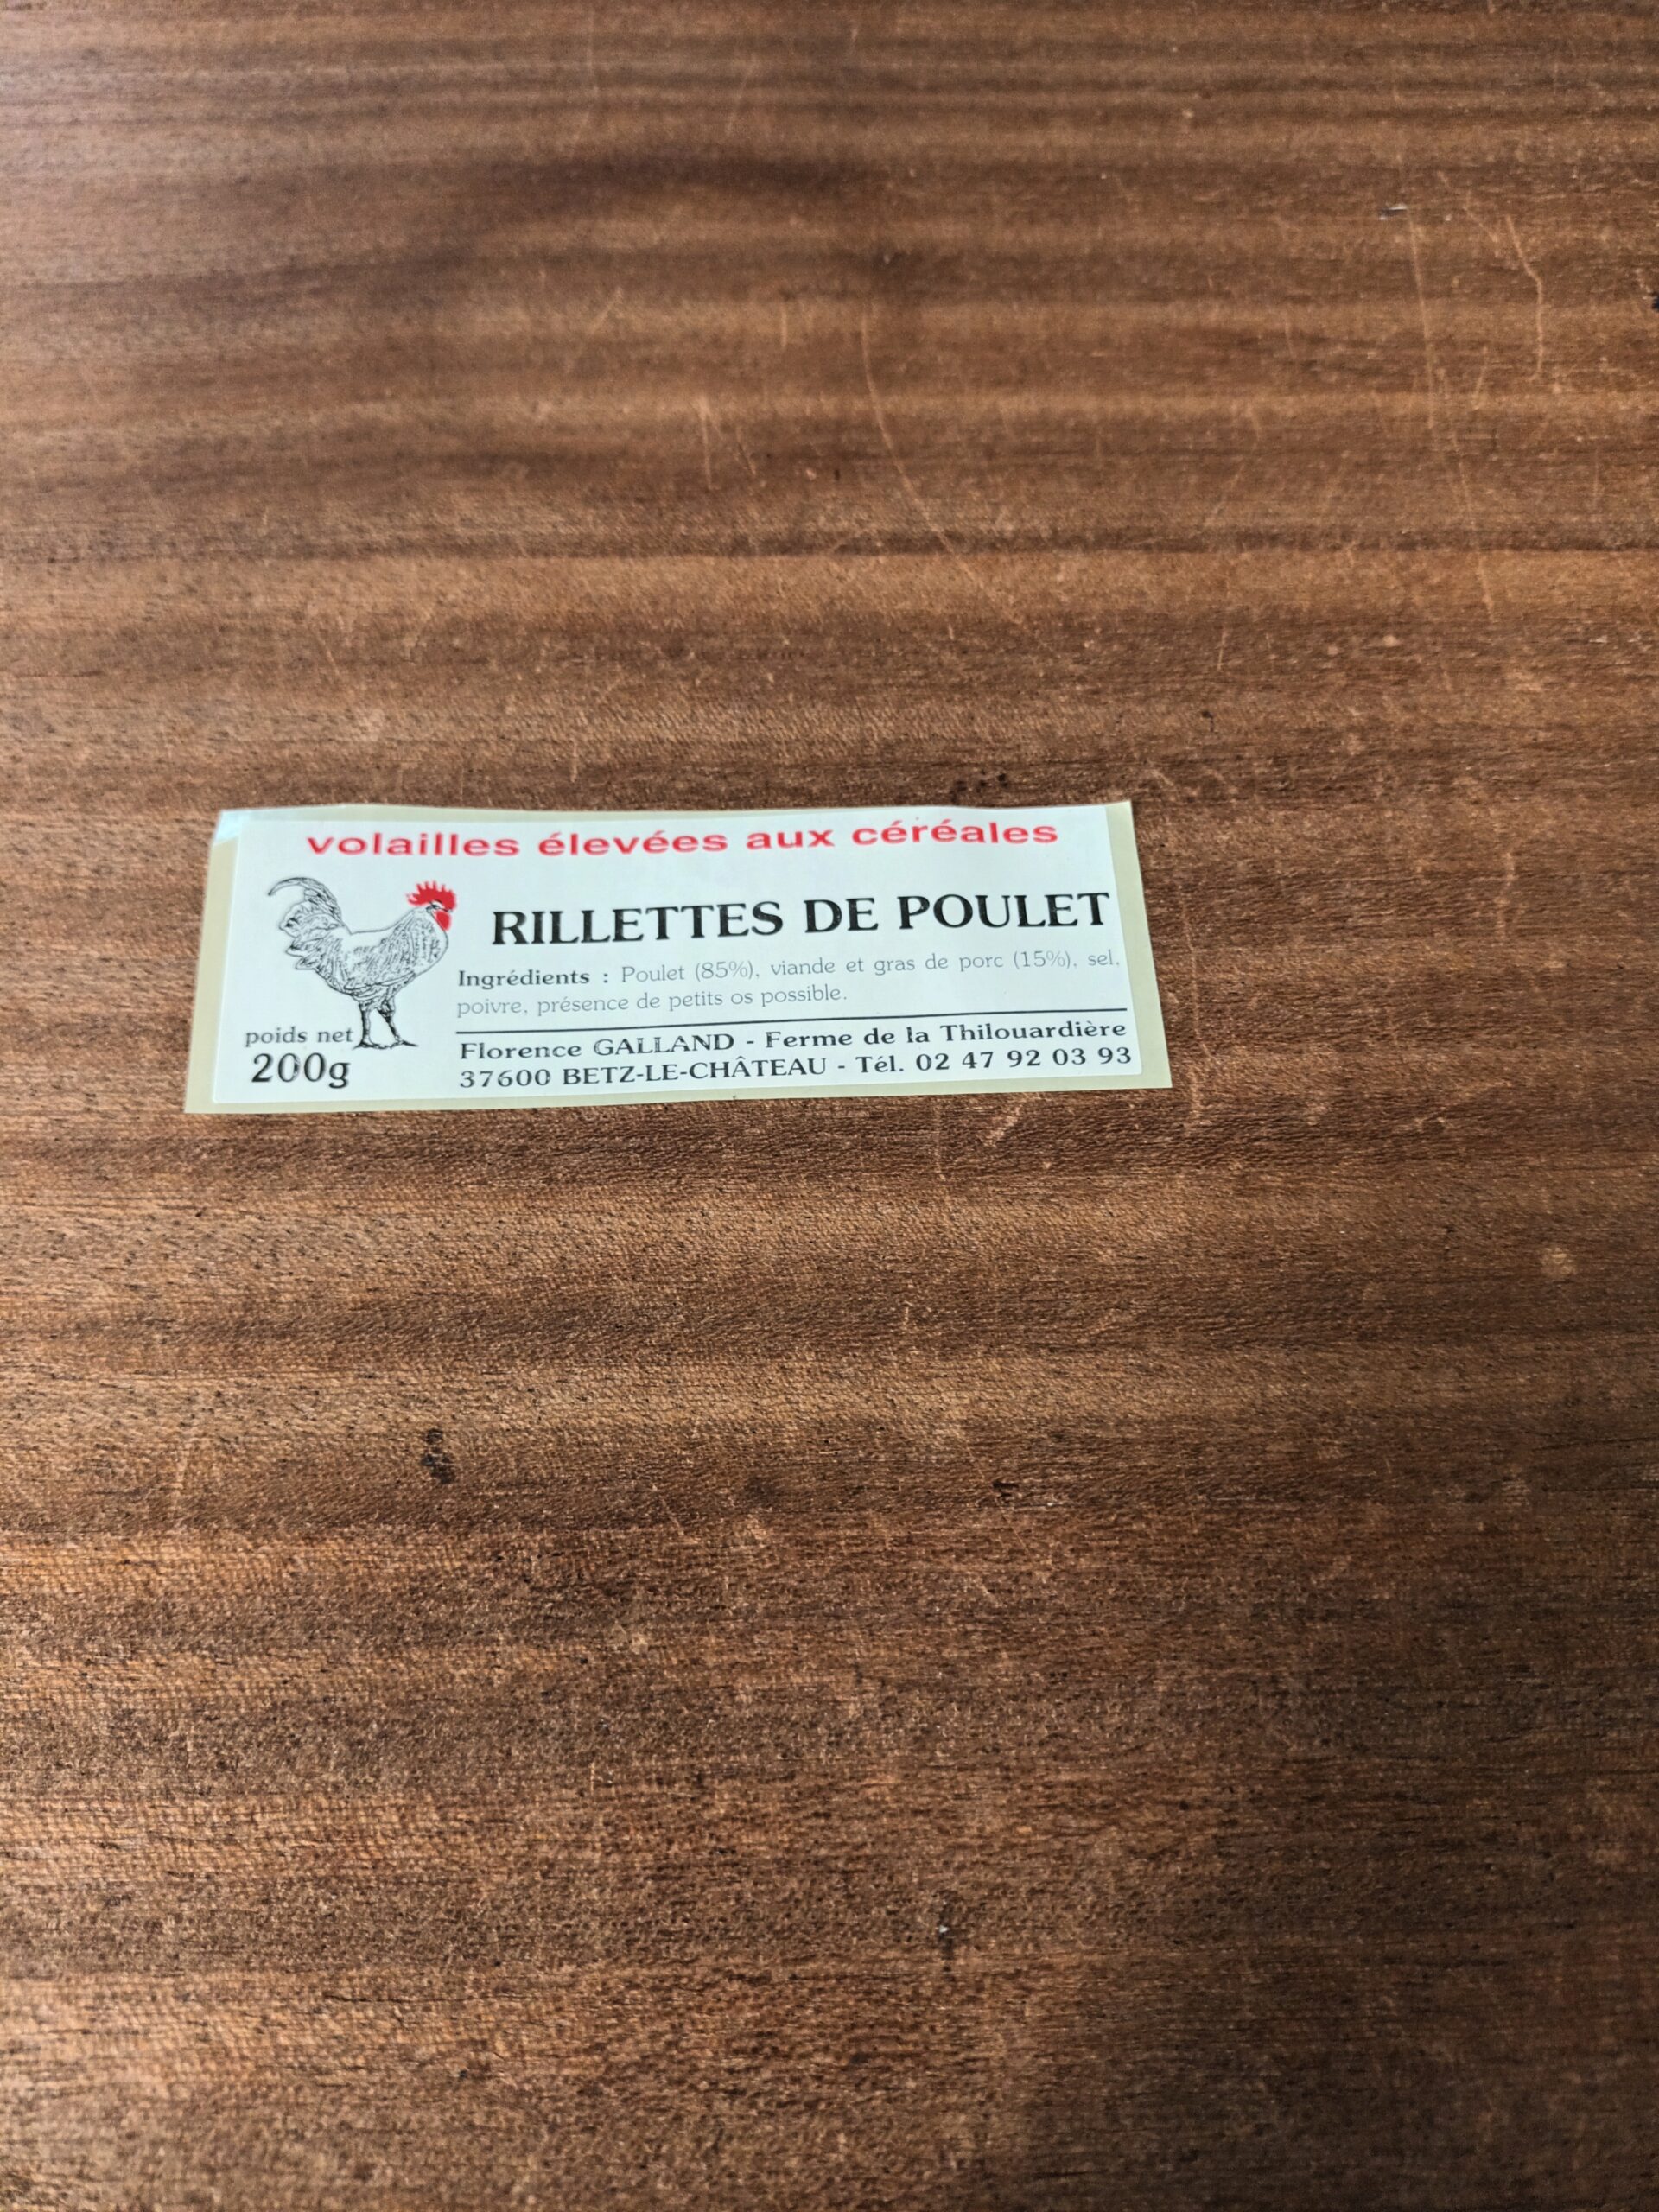 volailles élevées aux céréales
RILLETTES DE POULET
Ingrédients : Poulet (85%), viande et gras de porc (15%), sel,
poivre, présence de petits os possible.
poids net
200g
Florence GALLAND - Ferme de la Thilouardière
37600 BETZ-LE-CHÂTEAU - Tél. 02 47 92 03 93